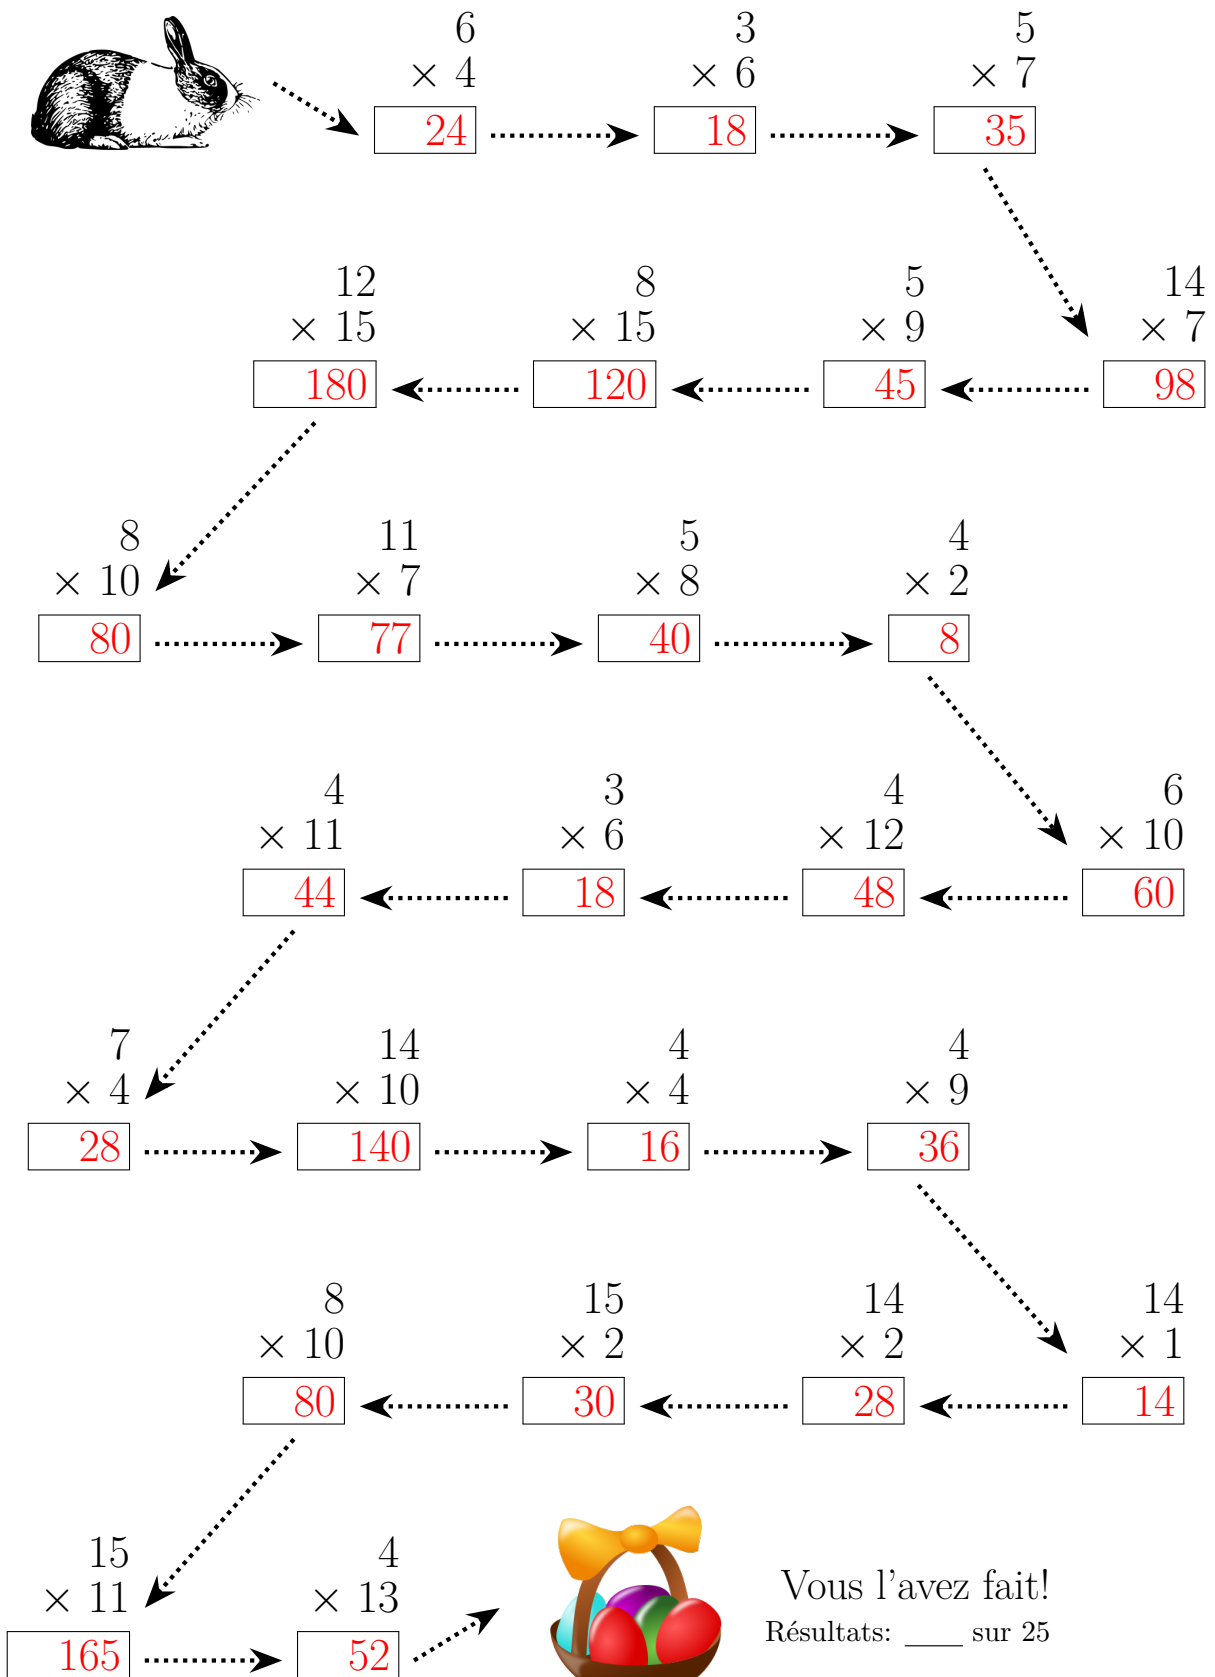 6 3 5
× 4 × 6 × 7
24 18 35
12 8 5 14
× 15 × 15 × 9 × 7
180 120 45 98
8 11 5 4
× 10 × 7 × 8 × 2
80 77 40 8
4 3 4 6
× 11 × 6 × 12 × 10
44 18 48 60
7 14 4 4
× 4 × 10 × 4 × 9
28 140 16 36
8 15 14 14
× 10 × 2 × 2 × 1
80 30 28 14
15 4
× 11 × 13
165 52
Vous l'avez fait!
Résultats: ___ sur 25